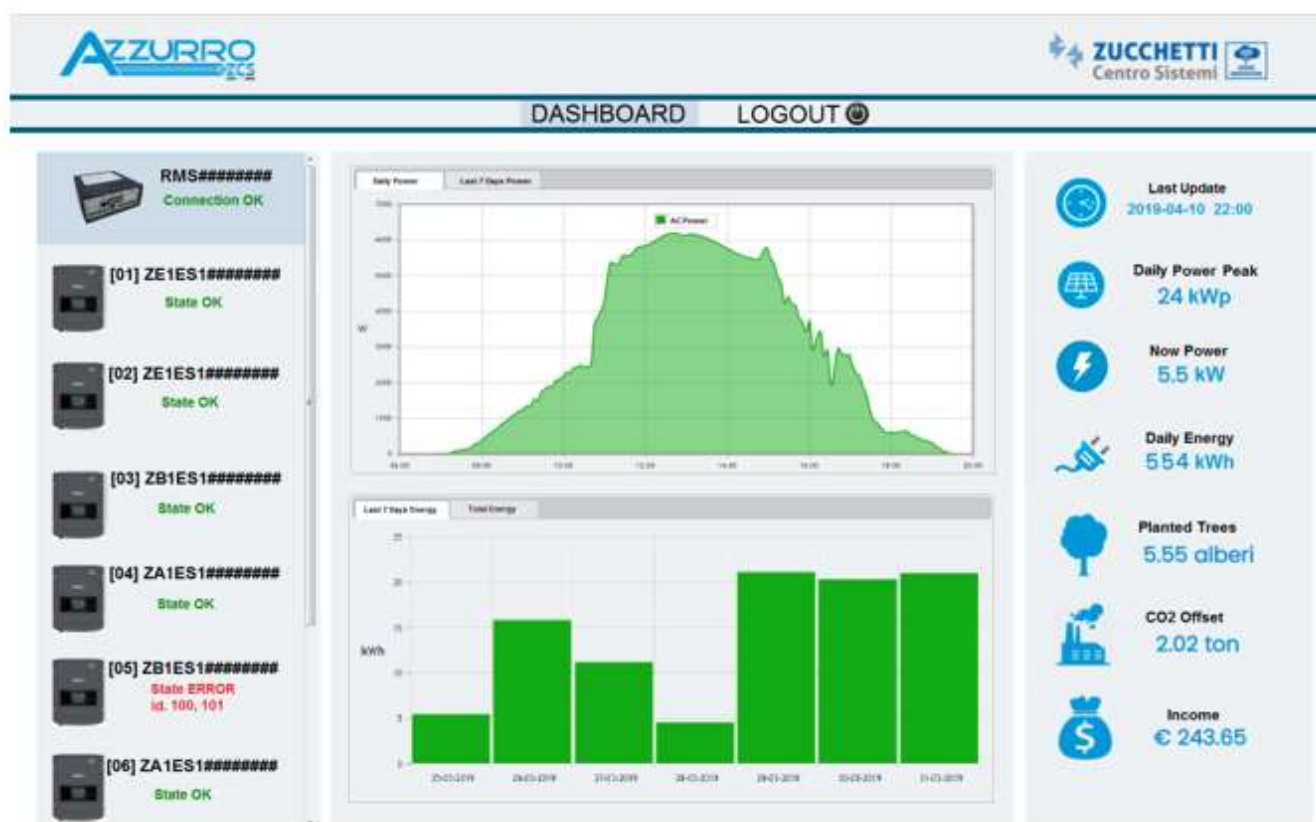 AZZURRO
ZCS
ZUCCHETTI
Centro Sistemi
DASHBOARD LOGOUT
RMS########
Connection OK
[01] ZE1ES1########
State OK
[02] ZE1ES1########
State OK
[03] ZB1ES1########
State OK
[04] ZA1ES1########
State OK
[05] ZB1ES1########
State ERROR
id. 100, 101
[06] ZA1ES1########
State OK
Daily Power Last 7 Days Power
AC Power
W
Last 7 Days Energy Total Energy
25
20
15
kWh
10
5
0
Last Update
2019-04-10 22:00
Daily Power Peak
24 kWp
Now Power
5.5 kW
Daily Energy
554 kWh
Planted Trees
5.55 alberi
CO2 Offset
2.02 ton
Income
€ 243.65